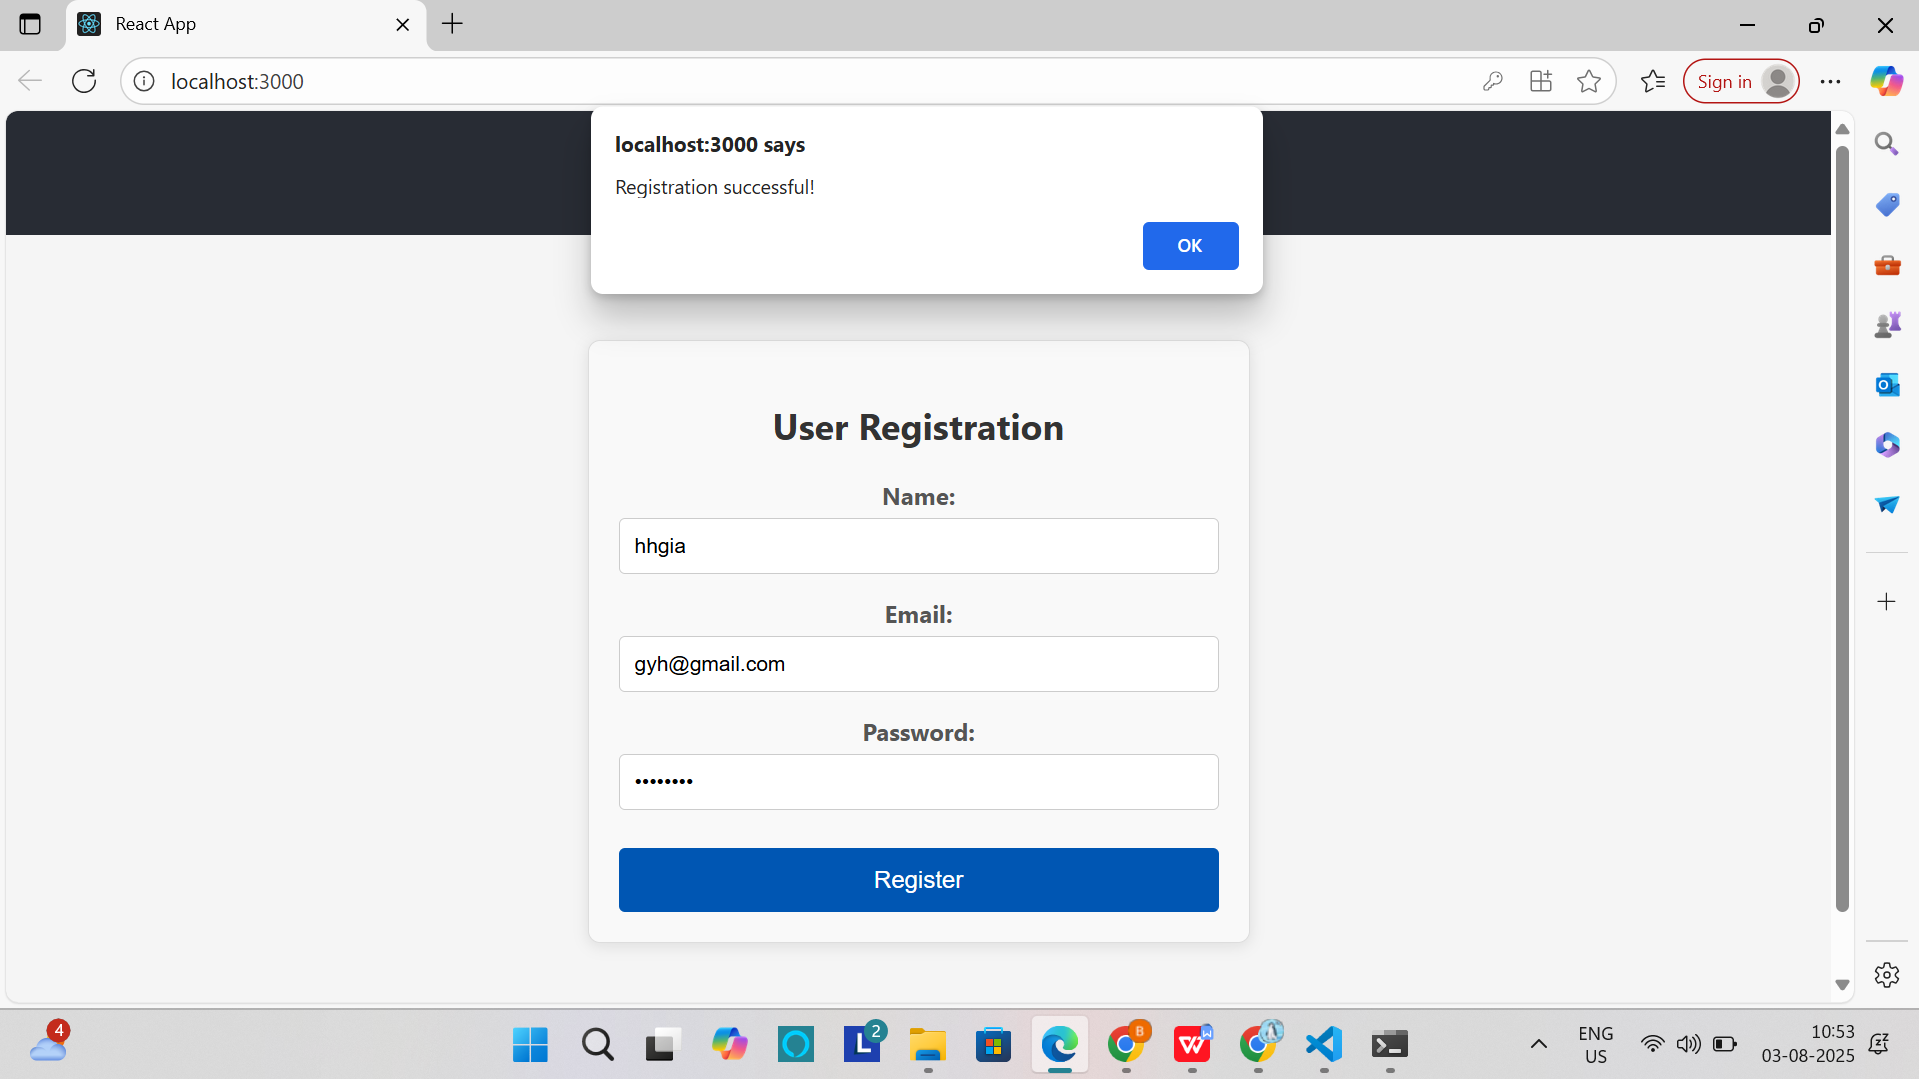 React App
localhost:3000
Sign in
localhost:3000 says
Registration successful!
OK
User Registration
Name:
hhgia
Email:
gyh@gmail.com
Password:
••••••••
Register
4
2
B
ENG
US
10:53
03-08-2025